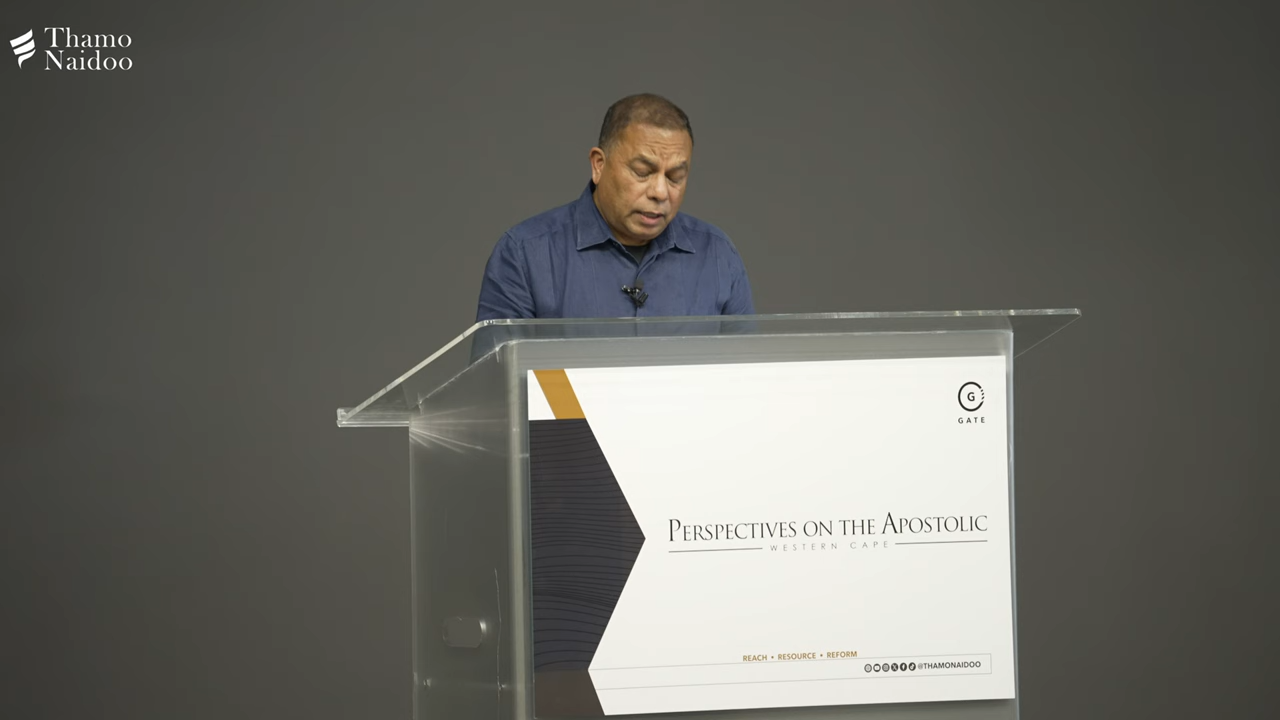 Thamo
Naidoo
G
GATE
PERSPECTIVES ON THE APOSTOLIC
WESTERN CAPE
REACH • RESOURCE • REFORM
@THAMONAIDOO